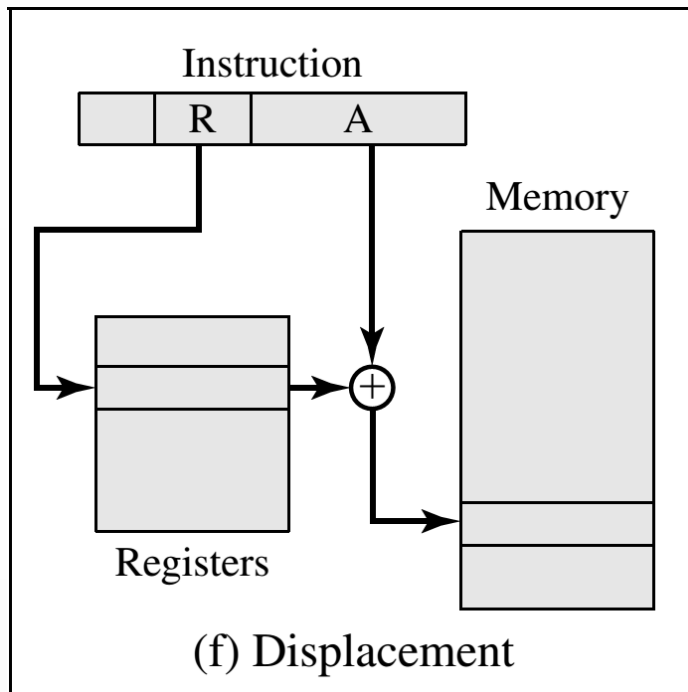 Instruction
R A
Memory
+
Registers
(f) Displacement